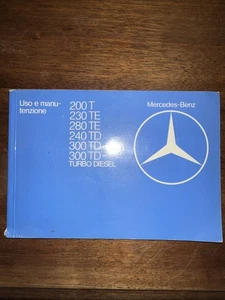 Uso e manu-
tenzione
200 T
230 TE
280 TE
240 TD
300 TD
300 TD
TURBO DIESEL
Mercedes-Benz